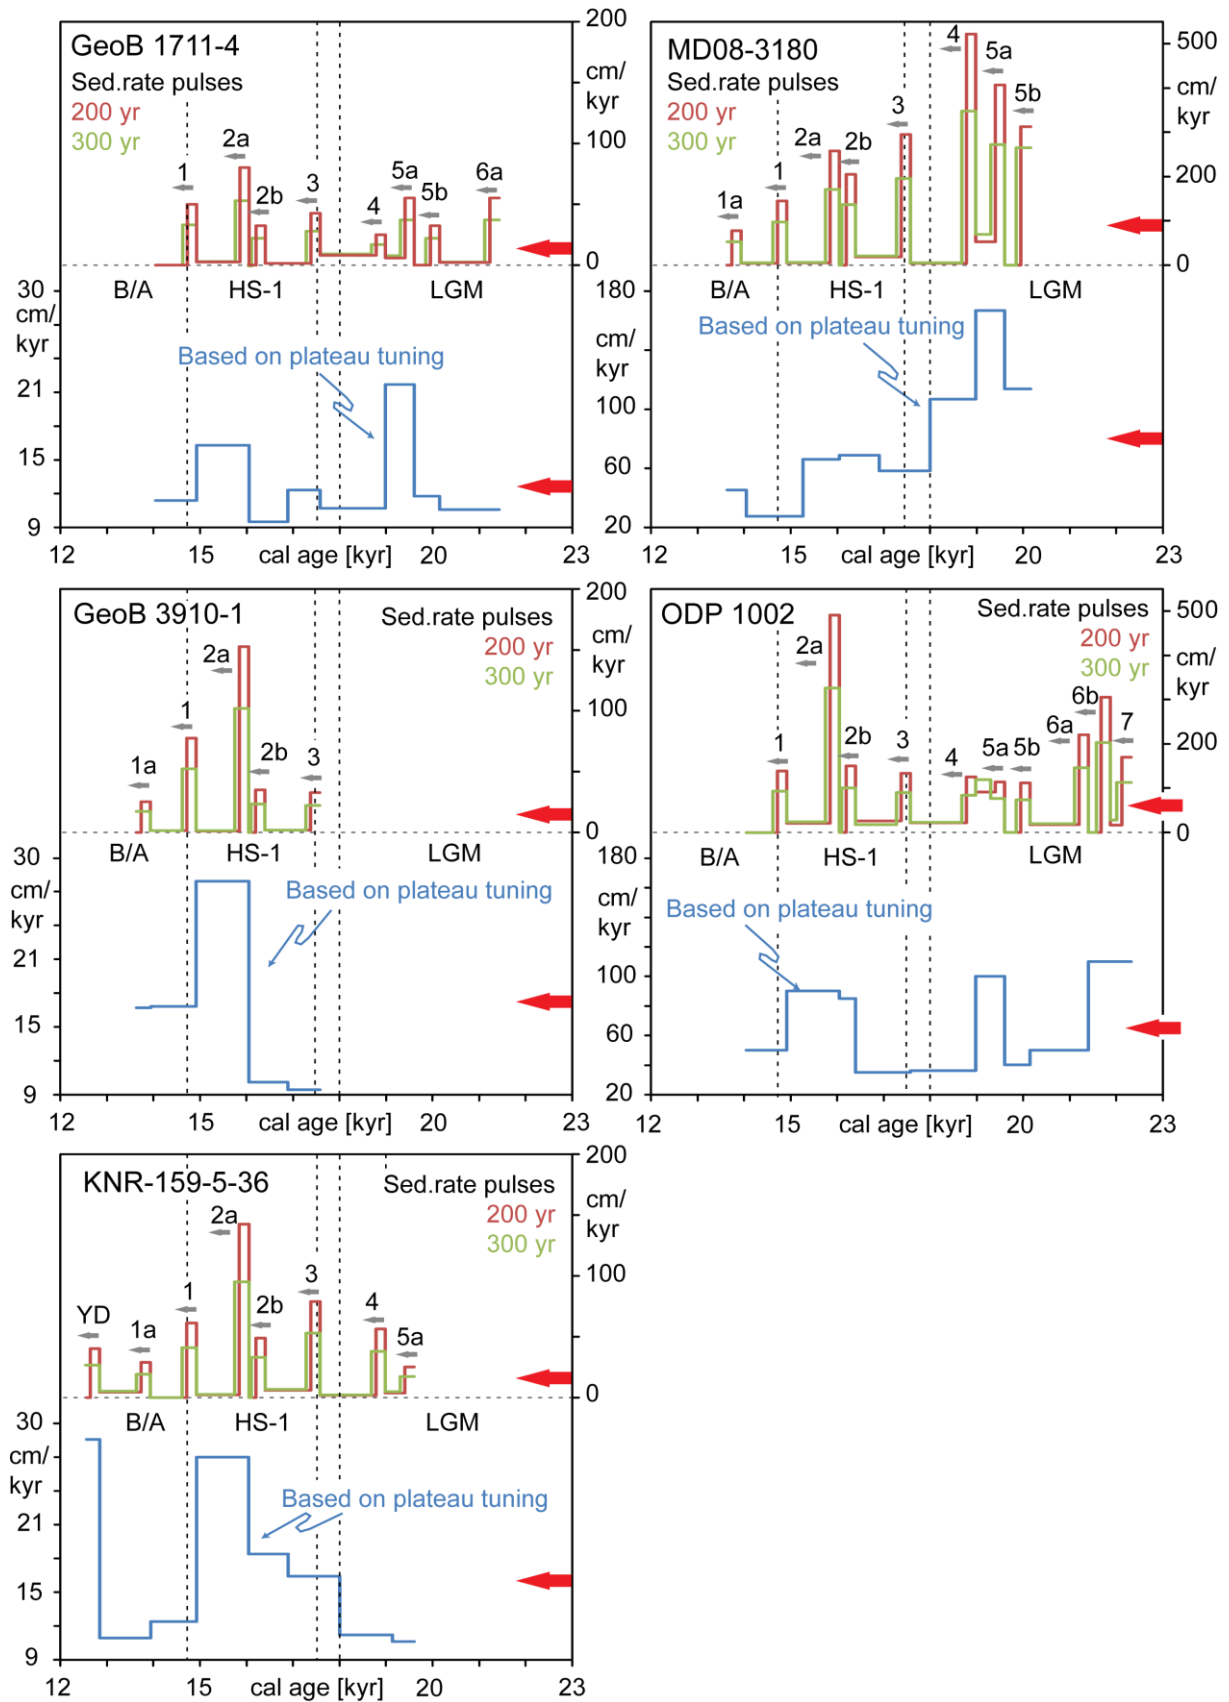 GeoB 1711-4
Sed.rate pulses
200 yr
300 yr
200
cm/
kyr
100
0
1
2a
2b
3
4
5a
5b
6a
B/A
HS-1
LGM
30
cm/
kyr
21
15
9
Based on plateau tuning
12
15
cal age [kyr]
20
23
MD08-3180
Sed.rate pulses
200 yr
300 yr
500
cm/
kyr
200
0
1a
1
2a
2b
3
4
5a
5b
B/A
HS-1
LGM
180
cm/
kyr
100
60
20
Based on plateau tuning
12
15
cal age [kyr]
20
23
GeoB 3910-1
Sed.rate pulses
200 yr
300 yr
200
cm/
kyr
100
0
1a
1
2a
2b
3
B/A
HS-1
LGM
30
cm/
kyr
21
15
9
Based on plateau tuning
12
15
cal age [kyr]
20
23
ODP 1002
Sed.rate pulses
200 yr
300 yr
500
cm/
kyr
200
0
1
2a
2b
3
4
5a
5b
6a
6b
7
B/A
HS-1
LGM
180
cm/
kyr
100
60
20
Based on plateau tuning
12
15
cal age [kyr]
20
23
KNR-159-5-36
Sed.rate pulses
200 yr
300 yr
200
cm/
kyr
100
0
YD
1a
1
2a
2b
3
4
5a
B/A
HS-1
LGM
30
cm/
kyr
21
15
9
Based on plateau tuning
12
15
cal age [kyr]
20
23